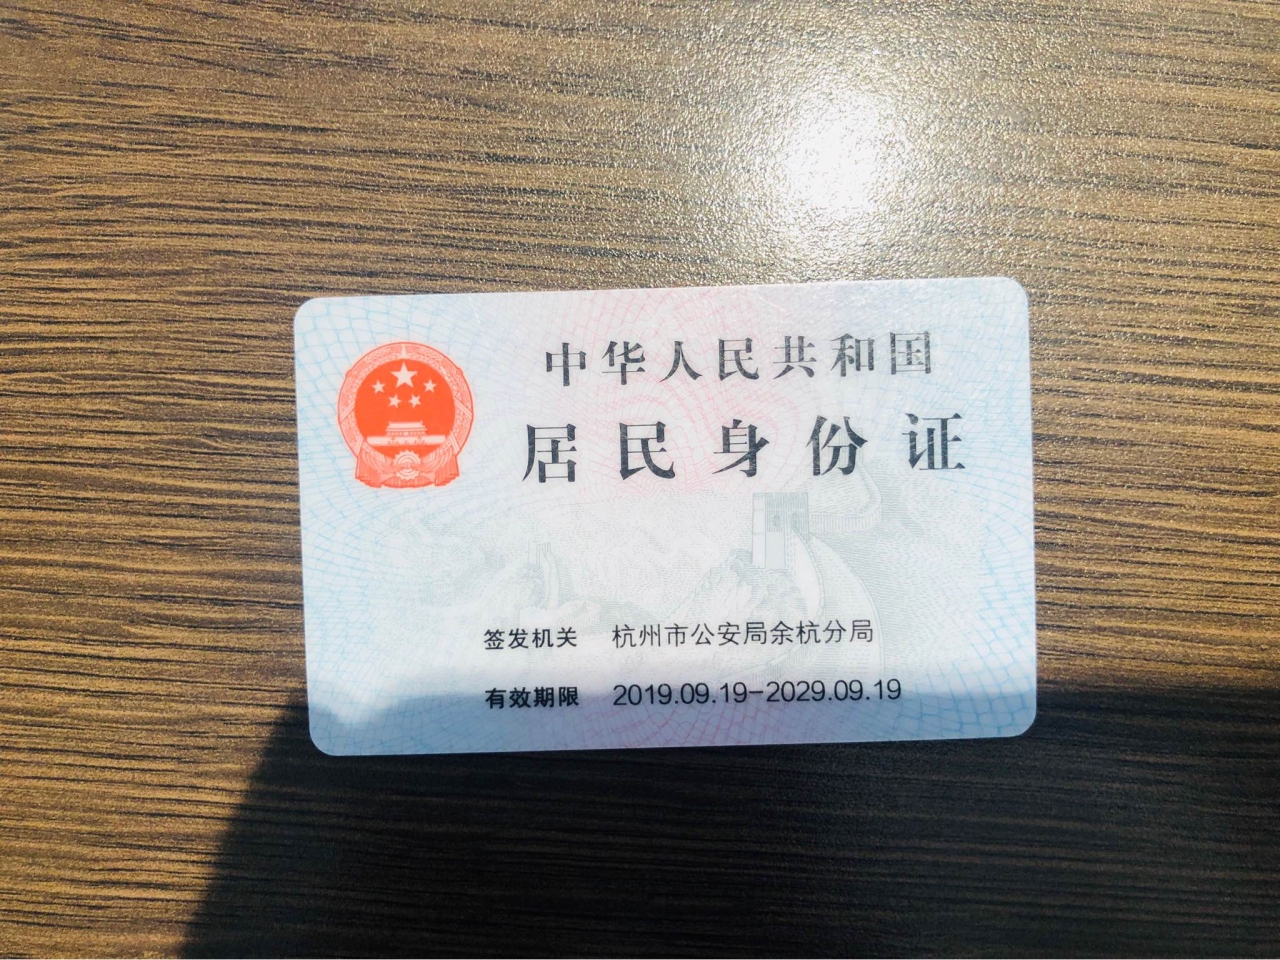 中华人民共和国
居民身份证
签发机关 杭州市公安局余杭分局
有效期限 2019.09.19-2029.09.19